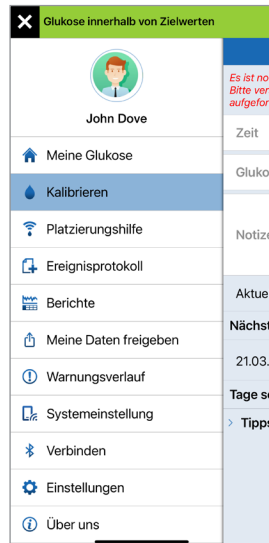 Glukose innerhalb von Zielwerten
John Dove
Meine Glukose
Kalibrieren
Platzierungshilfe
Ereignisprotokoll
Berichte
Meine Daten freigeben
Warnungsverlauf
Systemeinstellung
Verbinden
Einstellungen
Über uns
Es ist no
Bitte ver
aufgefor
Zeit
Gluko
Notize
Aktue
Nächst
21.03.
Tage s
Tipps